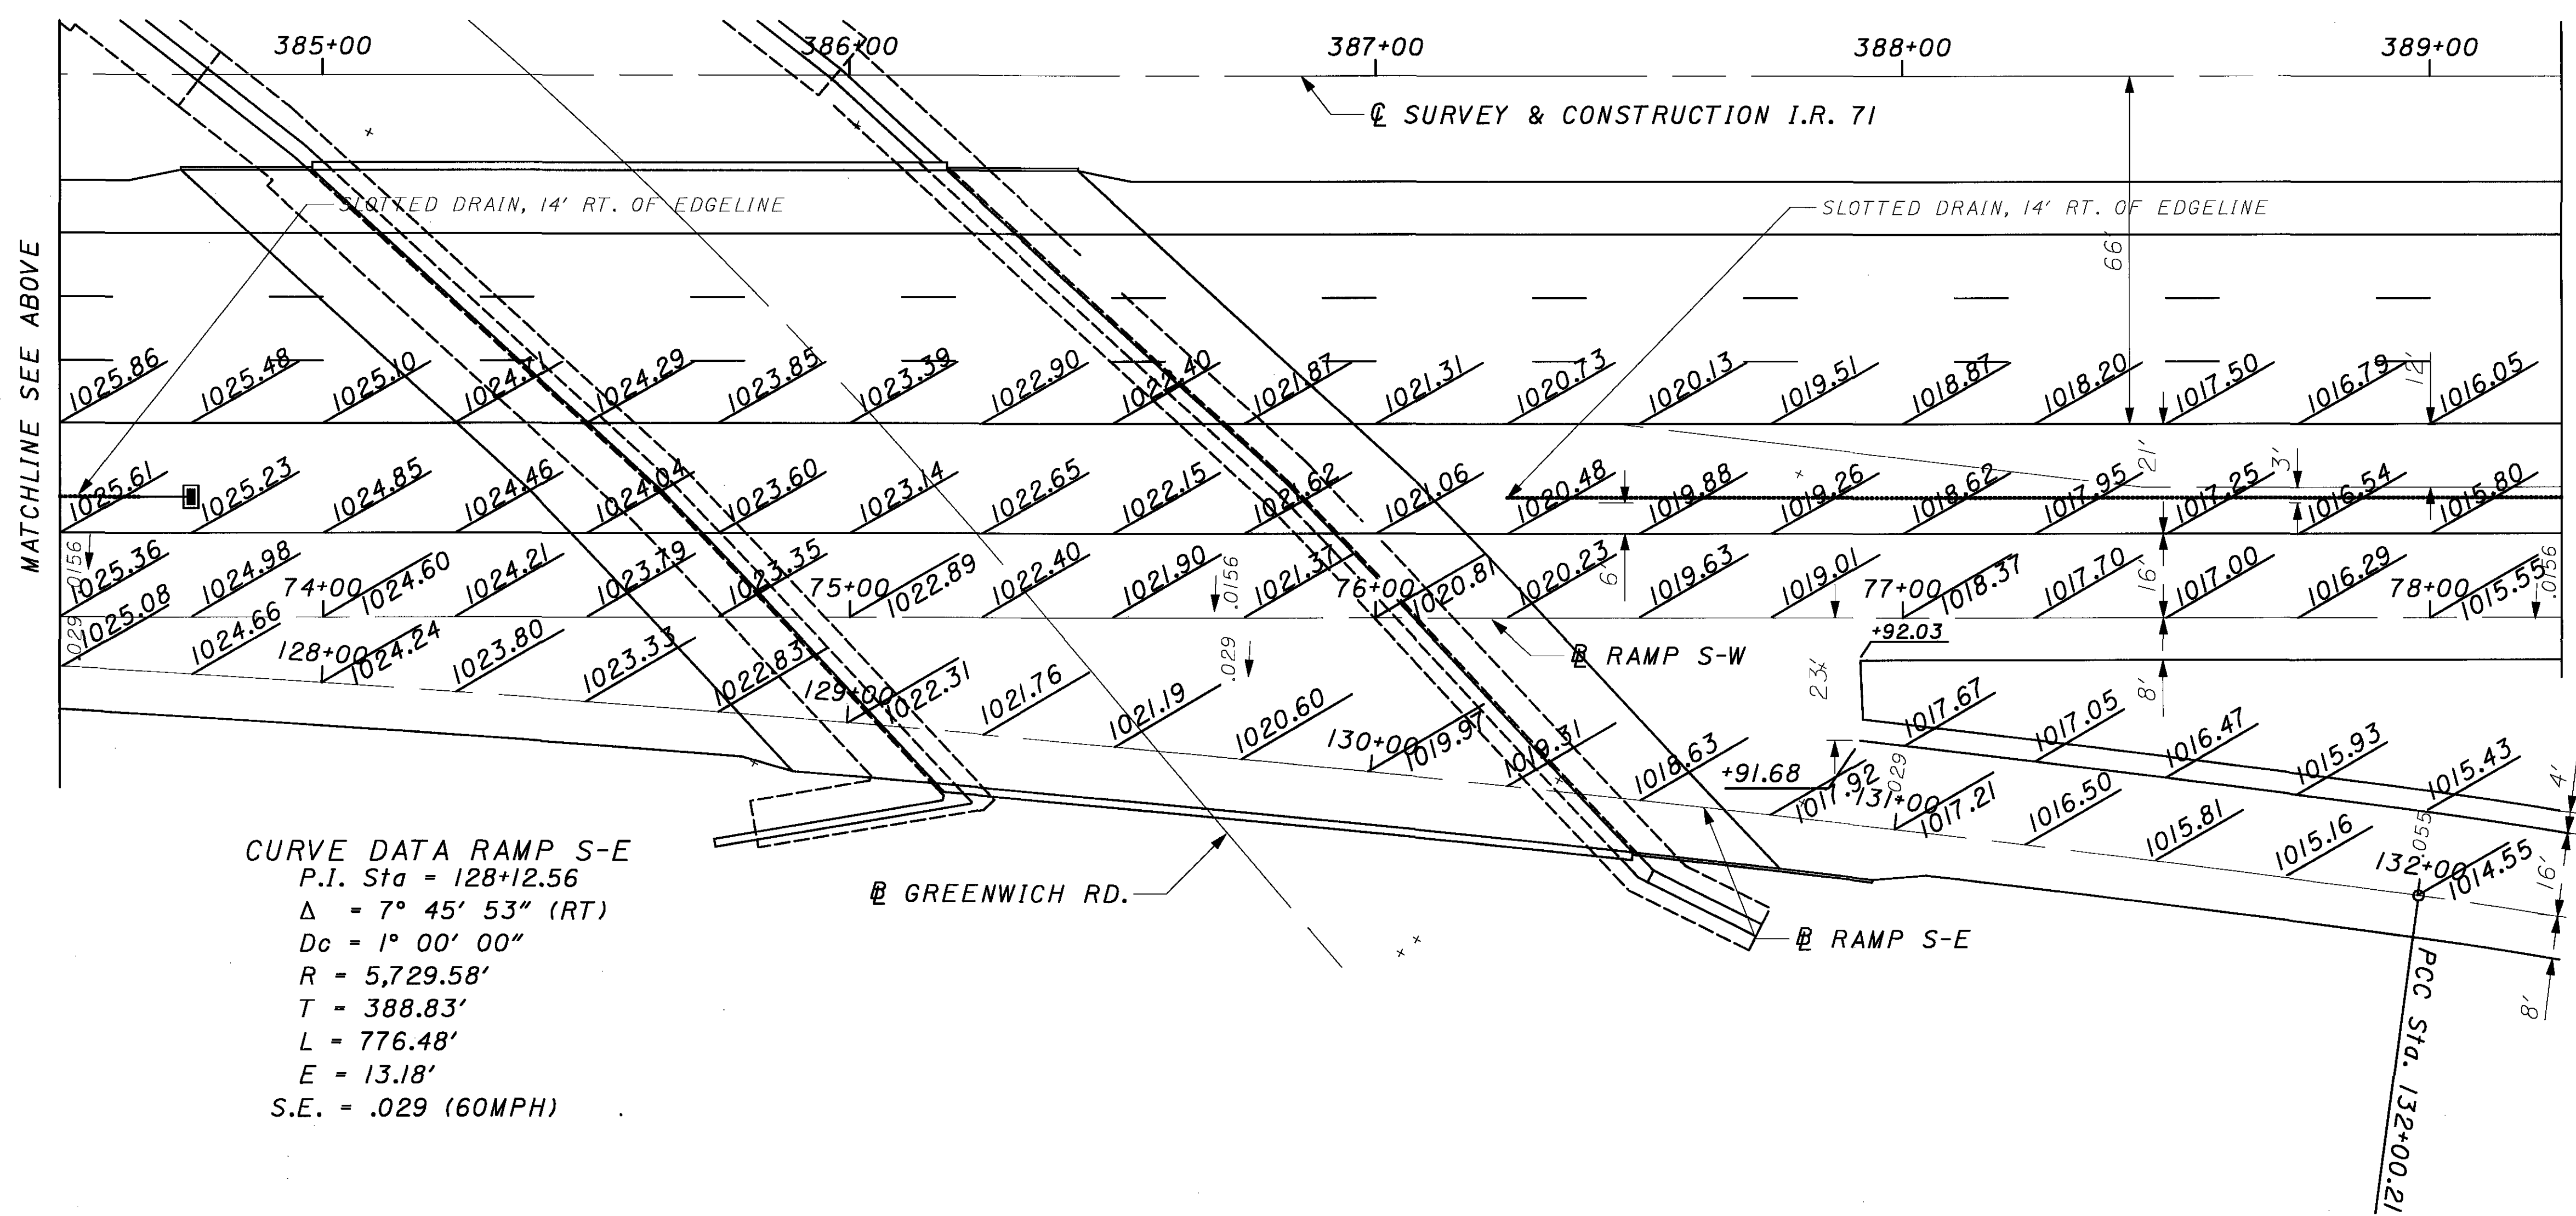 385+00 386+00 387+00 388+00 389+00
℄ SURVEY & CONSTRUCTION I.R. 71
SLOTTED DRAIN, 14' RT. OF EDGELINE
SLOTTED DRAIN, 14' RT. OF EDGELINE
66'
MATCHLINE SEE ABOVE
1025.86 1025.48 1025.10 1024.71 1024.29 1023.85 1023.39 1022.90 1022.40 1021.87 1021.31 1020.73 1020.13 1019.51 1018.87 1018.20 1017.50 1016.79 12' 1016.05
1025.61 1025.23 1024.85 1024.46 1024.04 1023.60 1023.14 1022.65 1022.15 1021.62 1021.06 1020.48 1019.88 1019.26 1018.62 1017.95 21' 1017.25 3' 1016.54 1015.80
.0156 1025.36 1024.98 1024.60 1024.21 1023.79 1023.35 1022.89 1022.40 1021.90 .0156 1021.37 1020.81 1020.23 6' 1019.63 1019.01 1018.37 1017.70 16' 1017.00 1016.29 1015.55 .0156
74+00 75+00 76+00 77+00 78+00
.029 1025.08 1024.66 1024.24 1023.80 1023.33 1022.83 1022.31 1021.76 1021.19 .029 1020.60 1019.97 1019.31 1018.63 1017.92 1017.21 1016.50 1015.81 1015.16 1014.55
128+00 129+00 130+00 131+00 132+00
℄ RAMP S-W
+92.03
23'
8'
1017.67 1017.05 1016.47 1015.93 1015.43
+91.68
.029
.055
4'
16'
8'
CURVE DATA RAMP S-E
P.I. Sta = 128+12.56
Δ = 7° 45' 53" (RT)
Dc = 1° 00' 00"
R = 5,729.58'
T = 388.83'
L = 776.48'
E = 13.18'
S.E. = .029 (60MPH)
BL GREENWICH RD.
BL RAMP S-E
PCC Sta. 132+00.21